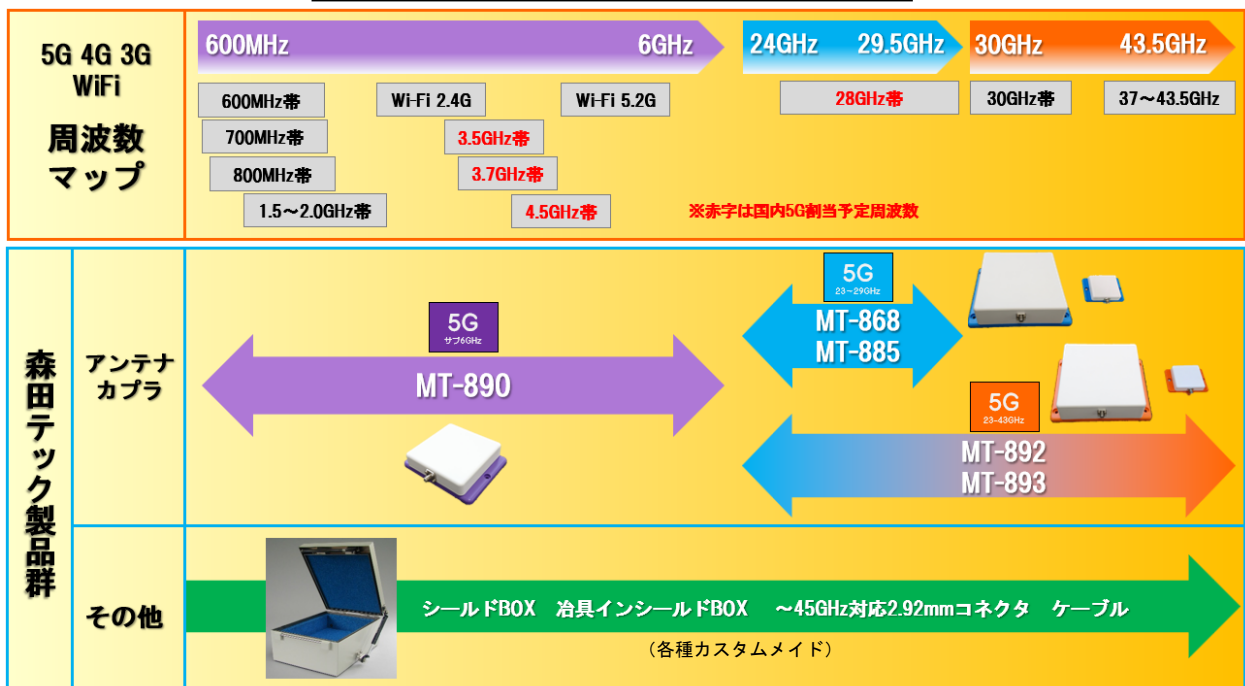 5G 4G 3G
WiFi
周波数
マップ
600MHz
6GHz
24GHz
29.5GHz
30GHz
43.5GHz
600MHz帯
Wi-Fi 2.4G
Wi-Fi 5.2G
28GHz帯
30GHz帯
37～43.5GHz
700MHz帯
3.5GHz帯
800MHz帯
3.7GHz帯
1.5～2.0GHz帯
4.5GHz帯
※赤字は国内5G割当予定周波数
森田テック製品群
アンテナ
カプラ
5G
サブ6GHz
MT-890
5G
23～29GHz
MT-868
MT-885
5G
23-43GHz
MT-892
MT-893
その他
シールドBOX 冶具インシールドBOX ～45GHz対応2.92mmコネクタ ケーブル
（各種カスタムメイド）